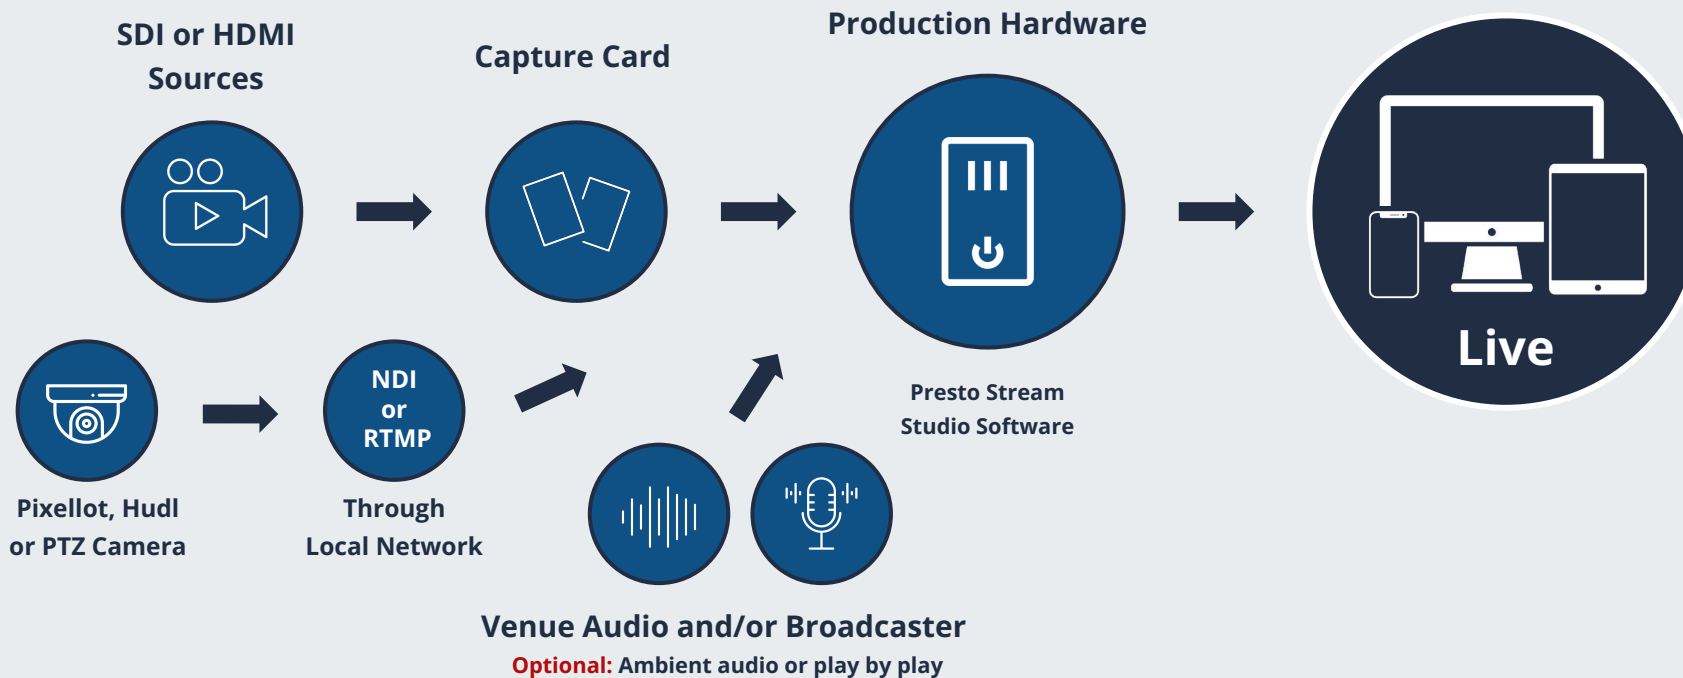 SDI or HDMI
Sources
Capture Card
Production Hardware
Live
NDI
or
RTMP
Presto Stream
Studio Software
Pixellot, Hudl
or PTZ Camera
Through
Local Network
Venue Audio and/or Broadcaster
Optional: Ambient audio or play by play